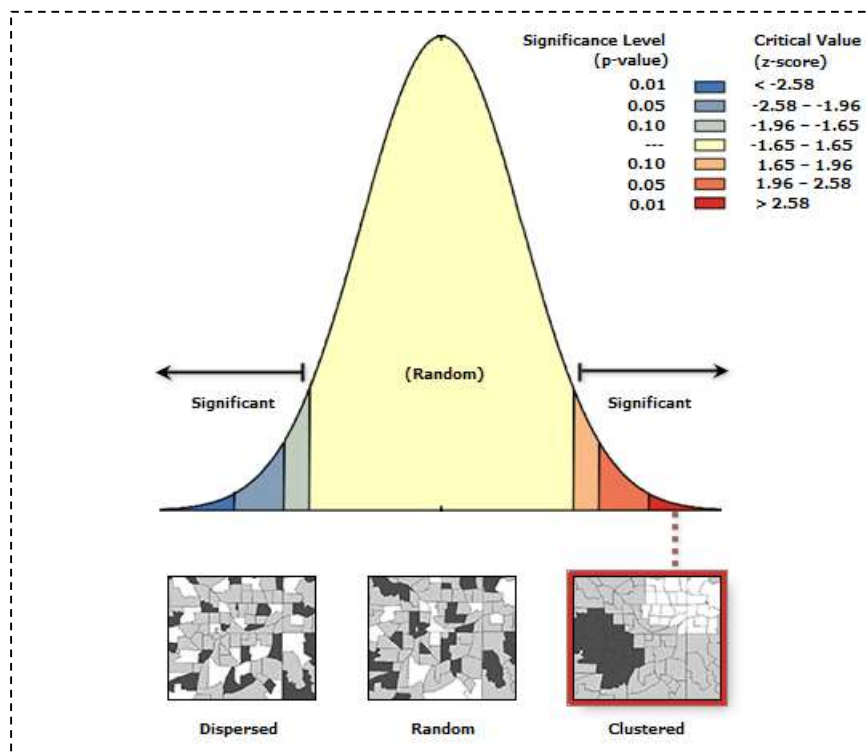 Significance Level Critical Value
(p-value) (z-score)
0.01 < -2.58
0.05 -2.58 – -1.96
0.10 -1.96 – -1.65
--- -1.65 – 1.65
0.10 1.65 – 1.96
0.05 1.96 – 2.58
0.01 > 2.58
(Random)
Significant Significant
Dispersed Random Clustered